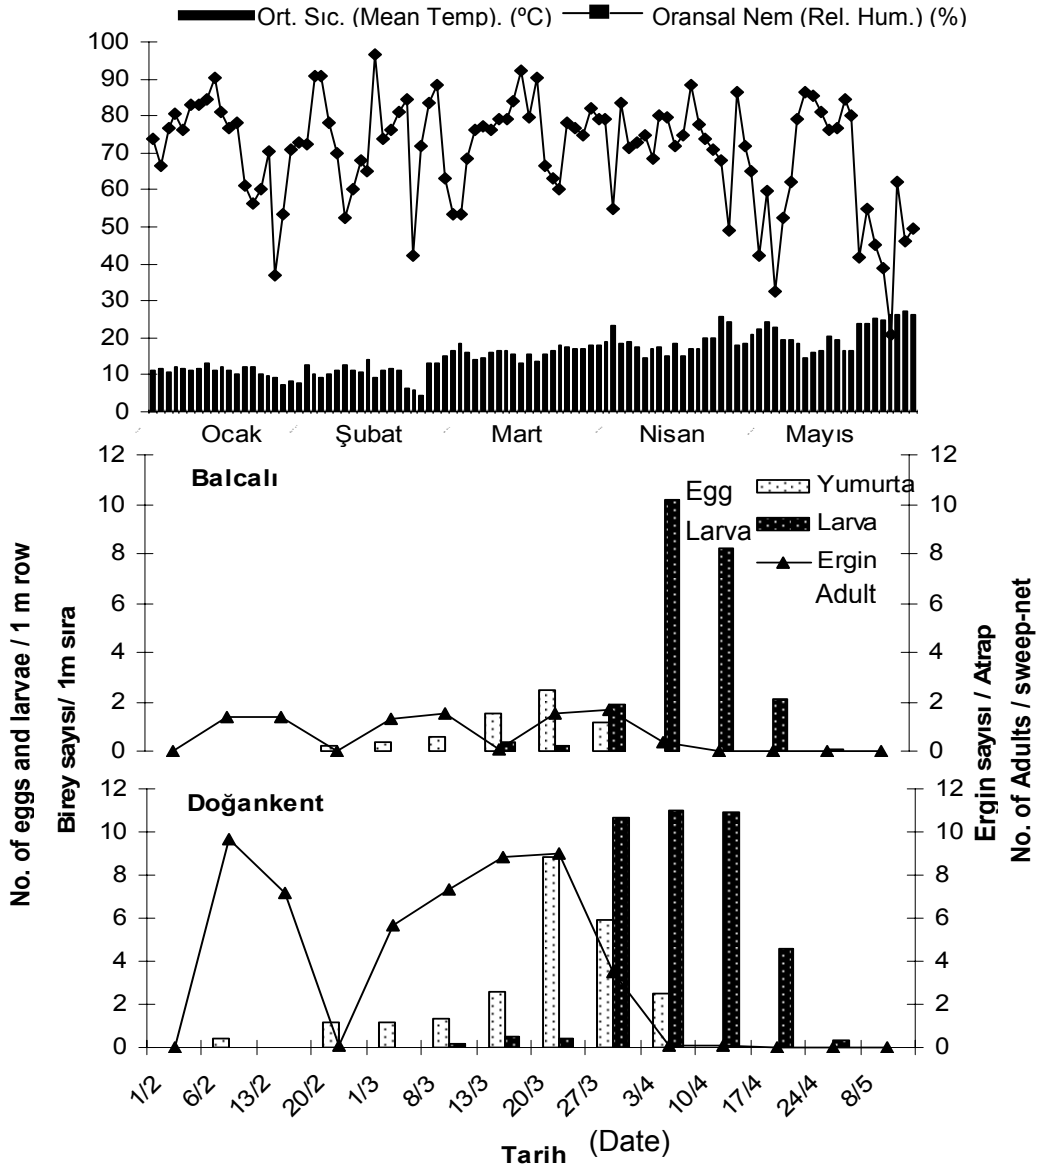 Ort. Sıc. (Mean Temp). (ºC) Oransal Nem (Rel. Hum.) (%)
100
90
80
70
60
50
40
30
20
10
0
Ocak Şubat Mart Nisan Mayıs
No. of eggs and larvae / 1 m row
Birey sayısı/ 1m sıra
Balcalı
12
10
8
6
4
2
0
Egg Yumurta
Larva Larva
Ergin
Adult
12
10
8
6
4
2
0
Ergin sayısı / Atrap
No. of Adults / sweep-net
Doğankent
12
10
8
6
4
2
0
12
10
8
6
4
2
0
1/2 6/2 13/2 20/2 1/3 8/3 13/3 20/3 27/3 3/4 10/4 17/4 24/4 8/5
Tarih (Date)